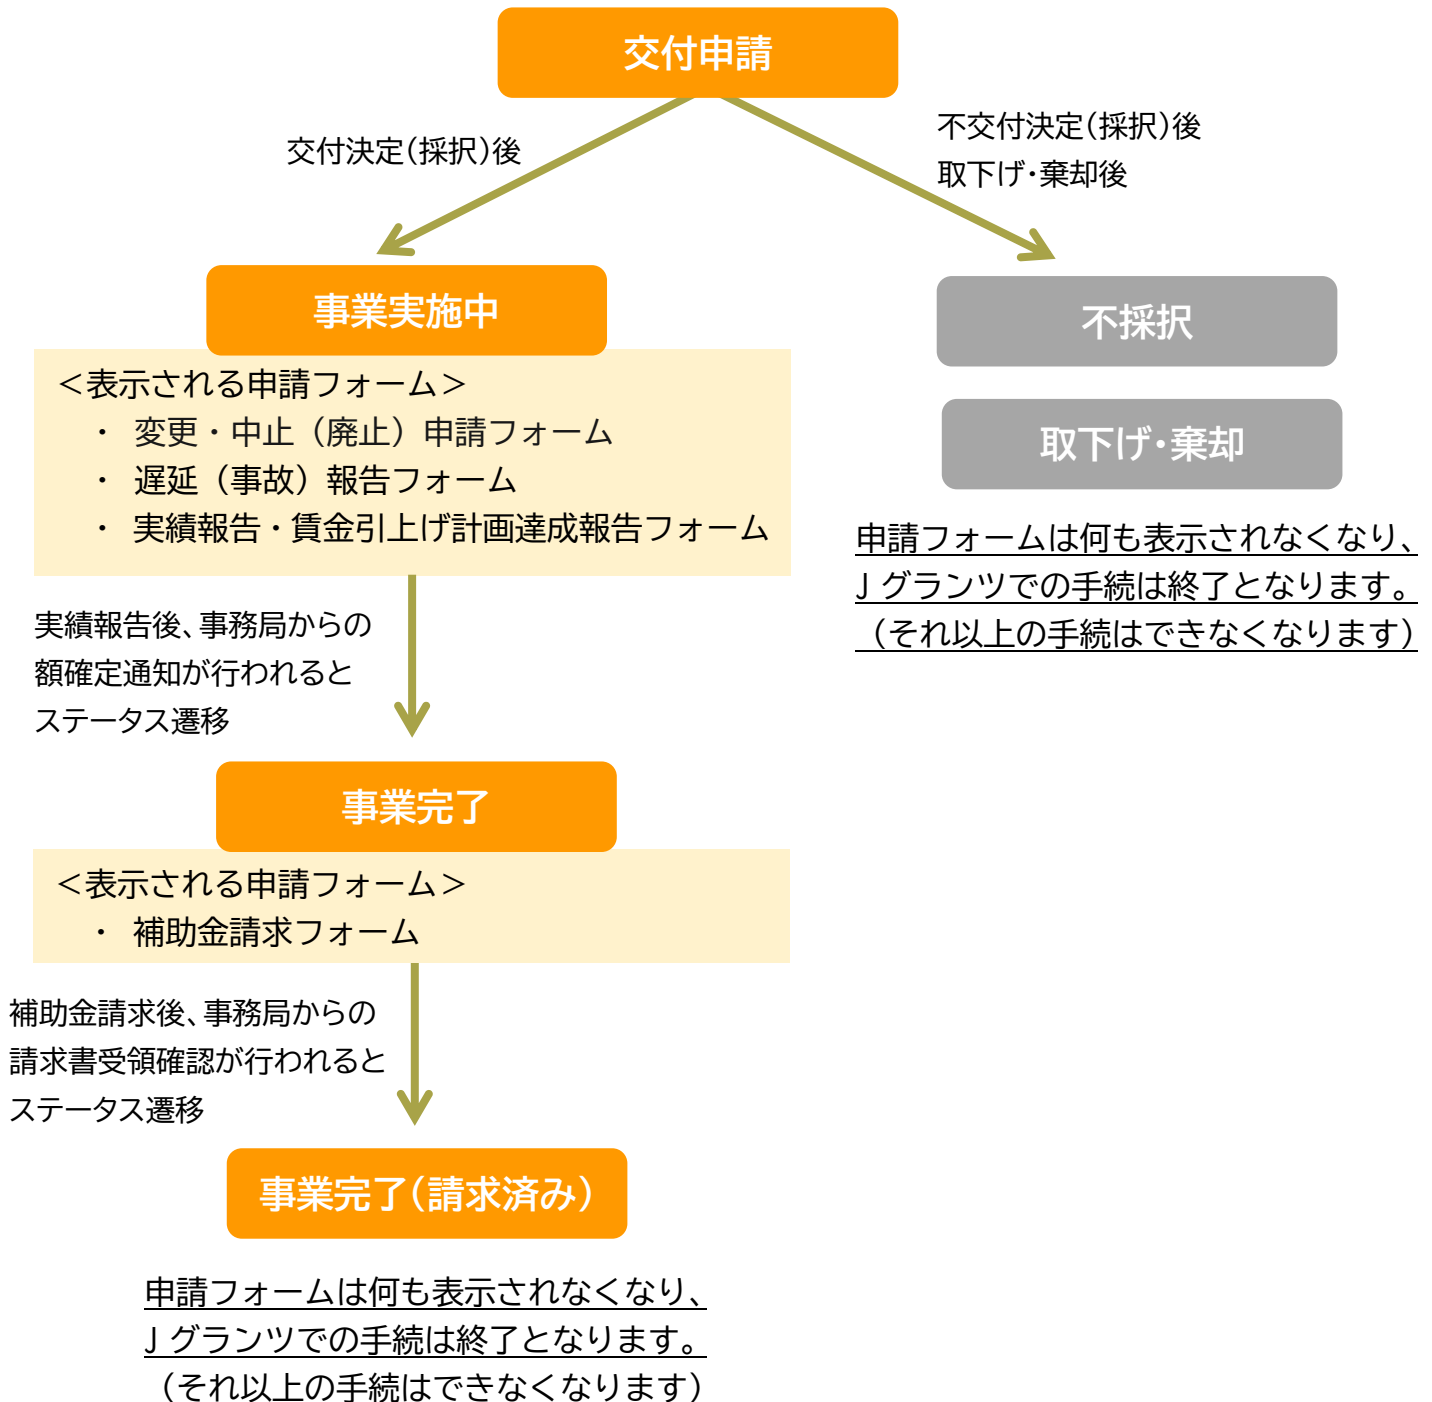 交付申請
交付決定（採択）後
不交付決定（採択）後
取下げ・棄却後
事業実施中
＜表示される申請フォーム＞
・ 変更・中止（廃止）申請フォーム
・ 遅延（事故）報告フォーム
・ 実績報告・賃金引上げ計画達成報告フォーム
不採択
取下げ・棄却
申請フォームは何も表示されなくなり、
Ｊグランツでの手続は終了となります。
（それ以上の手続はできなくなります）
実績報告後、事務局からの
額確定通知が行われると
ステータス遷移
事業完了
＜表示される申請フォーム＞
・ 補助金請求フォーム
補助金請求後、事務局からの
請求書受領確認が行われると
ステータス遷移
事業完了（請求済み）
申請フォームは何も表示されなくなり、
Ｊグランツでの手続は終了となります。
（それ以上の手続はできなくなります）